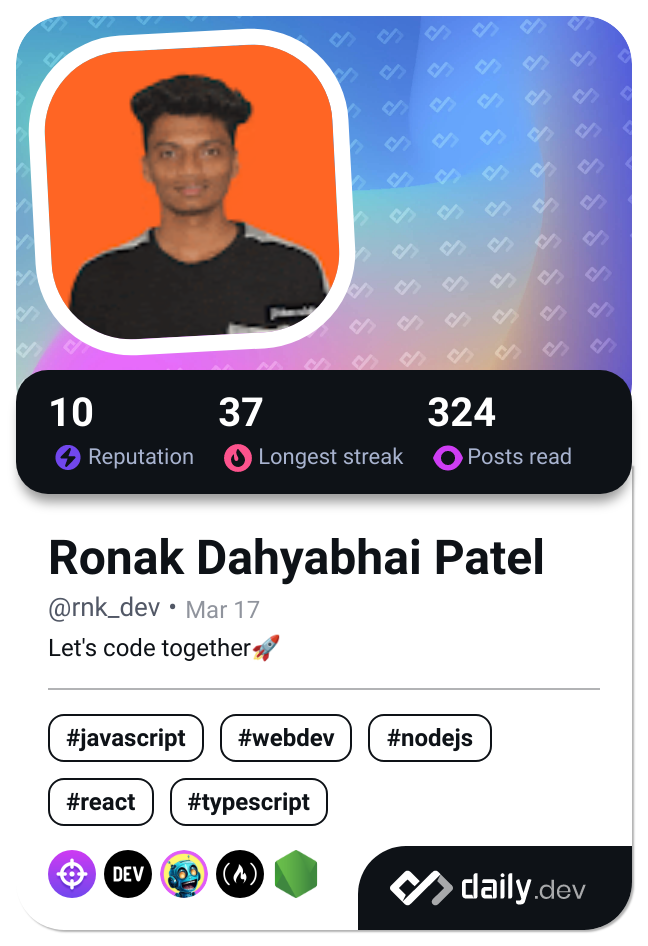 10 37 324
Reputation Longest streak Posts read
Ronak Dahyabhai Patel
@rnk_dev • Mar 17
Let's code together🚀
#javascript #webdev #nodejs
#react #typescript
DEV
daily.dev